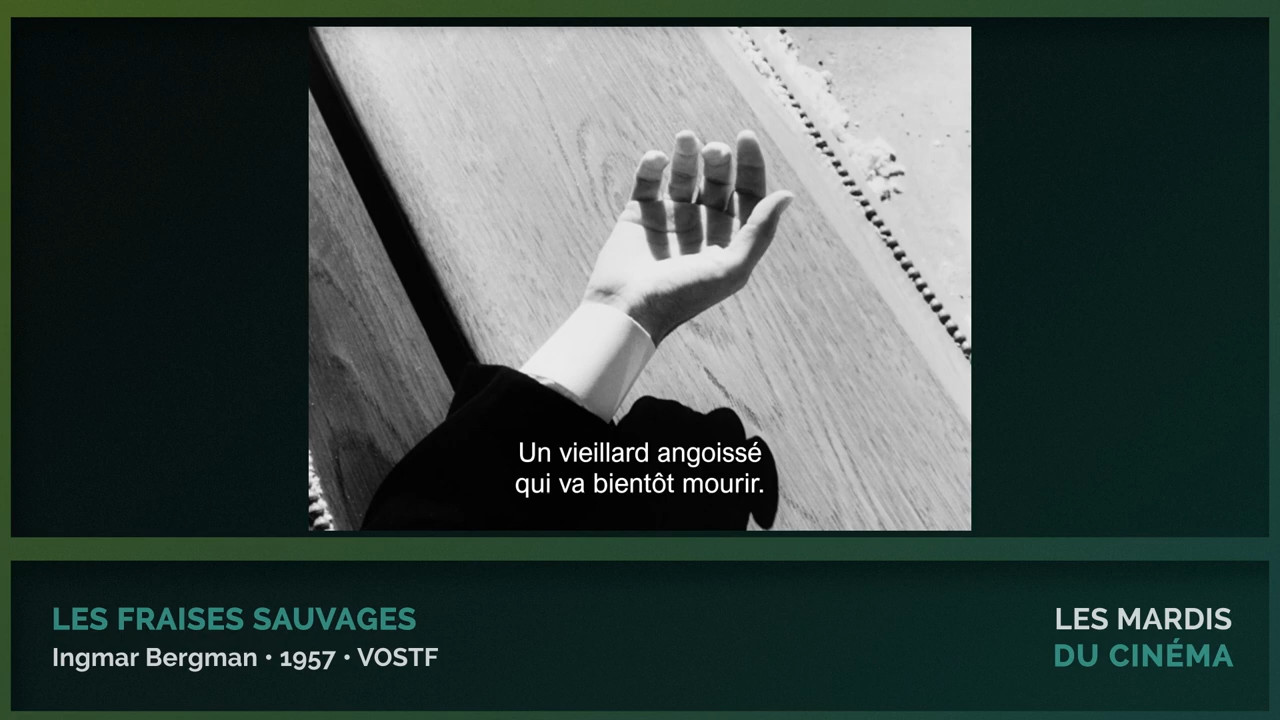 Un vieillard angoissé
qui va bientôt mourir.
LES FRAISES SAUVAGES
Ingmar Bergman • 1957 • VOSTF
LES MARDIS
DU CINÉMA